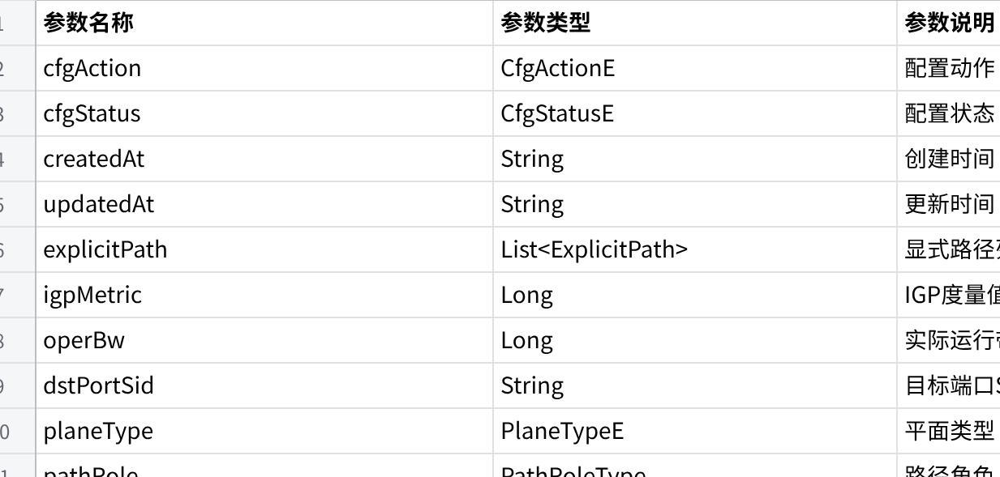 1 参数名称 参数类型 参数说明
2 cfgAction CfgActionE 配置动作
3 cfgStatus CfgStatusE 配置状态
4 createdAt String 创建时间
5 updatedAt String 更新时间
6 explicitPath List<ExplicitPath> 显式路径
7 igpMetric Long IGP度量值
8 operBw Long 实际运行
9 dstPortSid String 目标端口S
0 planeType PlaneTypeE 平面类型
1 pathRole PathRoleType 路径角色